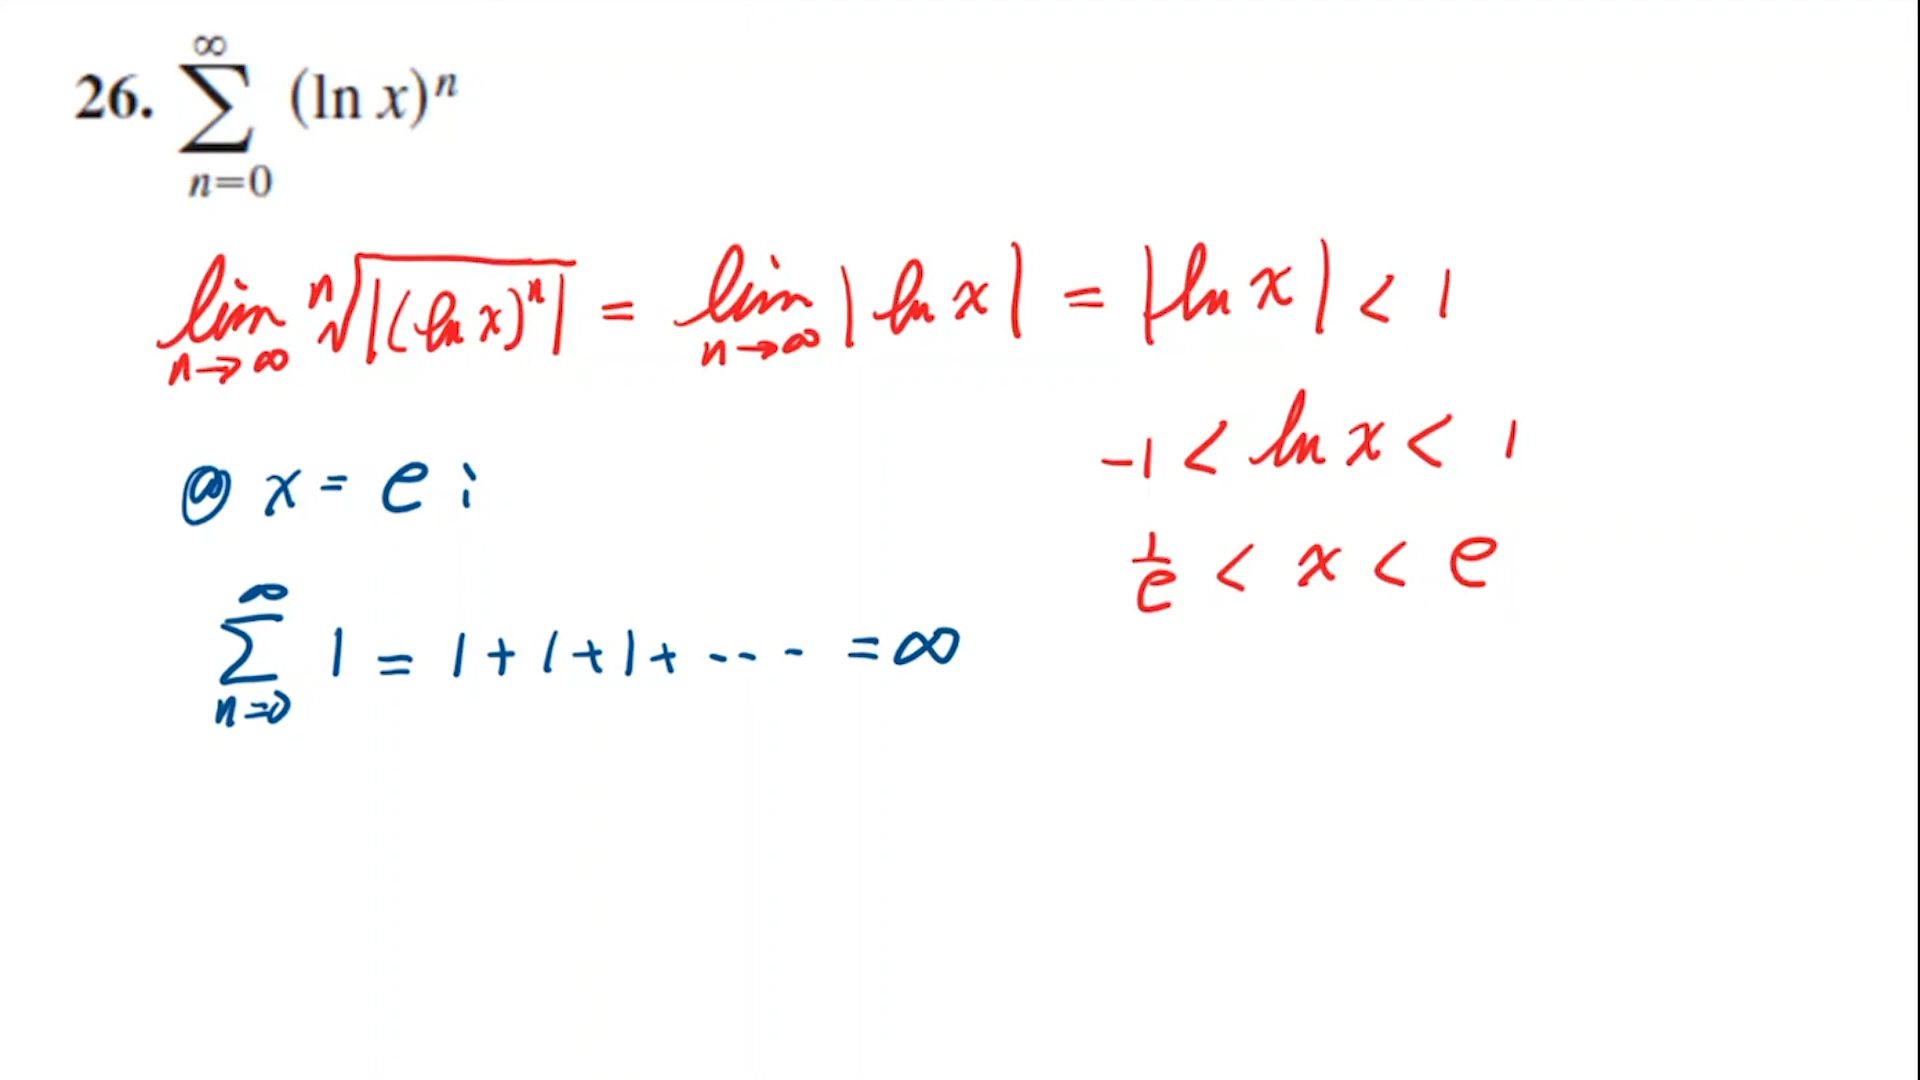 26. ∑_{n=0}^{∞} (ln x)^n
lim_{n→∞} ⁿ√|(ln x)^n| = lim_{n→∞} |ln x| = |ln x| < 1
-1 < ln x < 1
@ x = e :
1/e < x < e
∑_{n=0}^{∞} 1 = 1 + 1 + 1 + ---- = ∞